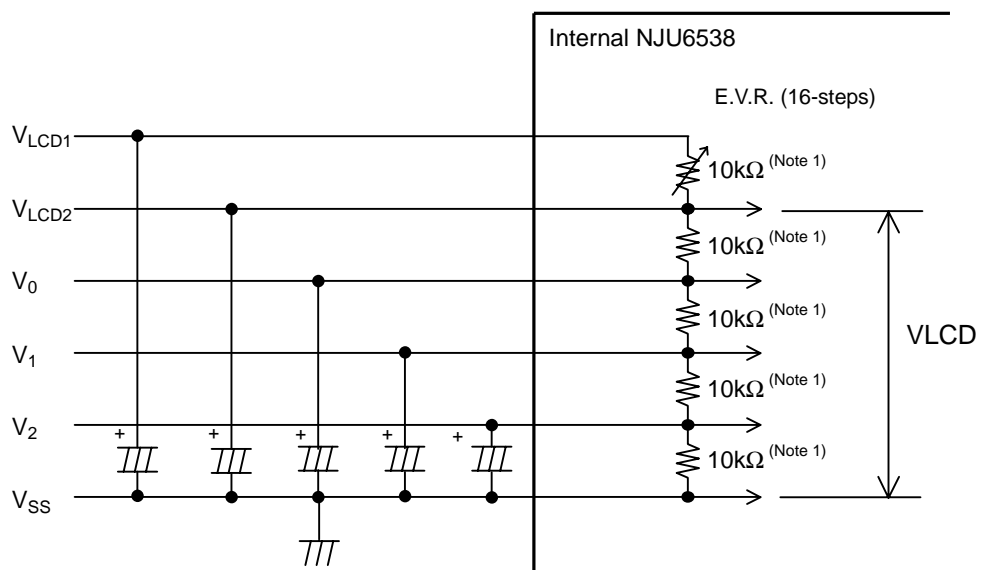 Internal NJU6538
E.V.R. (16-steps)
VLCD1
10kΩ (Note 1)
VLCD2
10kΩ (Note 1)
V0
10kΩ (Note 1)
VLCD
V1
10kΩ (Note 1)
V2
+ + + + +
10kΩ (Note 1)
VSS